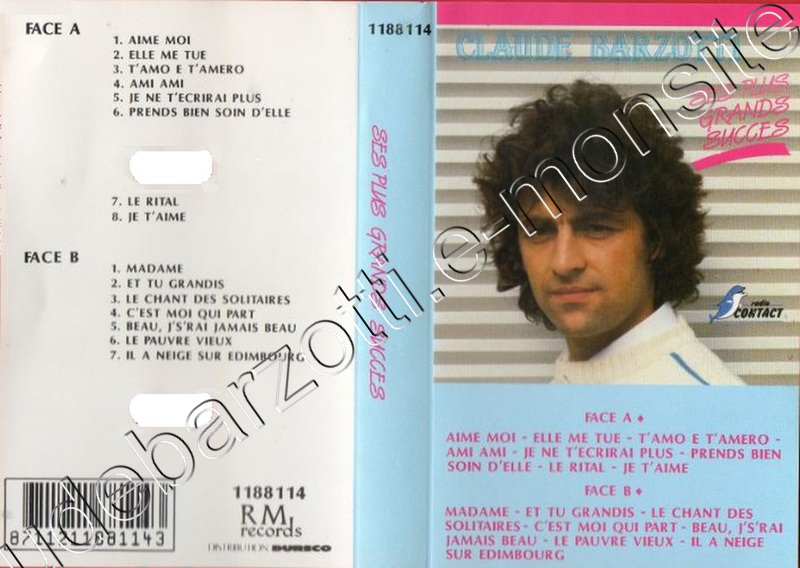 FACE A
1. AIME MOI
2. ELLE ME TUE
3. T'AMO E T'AMERO
4. AMI AMI
5. JE NE T'ECRIRAI PLUS
6. PRENDS BIEN SOIN D'ELLE
7. LE RITAL
8. JE T'AIME
FACE B
1. MADAME
2. ET TU GRANDIS
3. LE CHANT DES SOLITAIRES
4. C'EST MOI QUI PART
5. BEAU, J'S'RAI JAMAIS BEAU
6. LE PAUVRE VIEUX
7. IL A NEIGE SUR EDIMBOURG
8711211881143
1188114
RM
records
DISTRIBUTION DURSCO
1188114
SES PLUS GRANDS SUCCES
CLAUDE BARZOTTI
SES PLUS
GRANDS
SUCCES
radio
CONTACT
FACE A ♦
AIME MOI - ELLE ME TUE - T'AMO E T'AMERO -
AMI AMI - JE NE T'ECRIRAI PLUS - PRENDS BIEN
SOIN D'ELLE - LE RITAL - JE T'AIME
FACE B ♦
MADAME - ET TU GRANDIS - LE CHANT DES
SOLITAIRES - C'EST MOI QUI PART - BEAU, J'S'RAI
JAMAIS BEAU - LE PAUVRE VIEUX - IL A NEIGE
SUR EDIMBOURG
udebarzotti.e-monsite